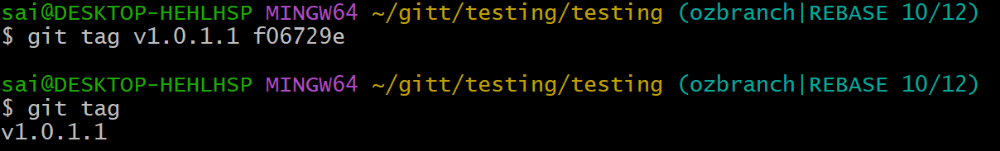 sai@DESKTOP-HEHLHSP MINGW64 ~/gitt/testing/testing (ozbranch|REBASE 10/12)
$ git tag v1.0.1.1 f06729e
sai@DESKTOP-HEHLHSP MINGW64 ~/gitt/testing/testing (ozbranch|REBASE 10/12)
$ git tag
v1.0.1.1